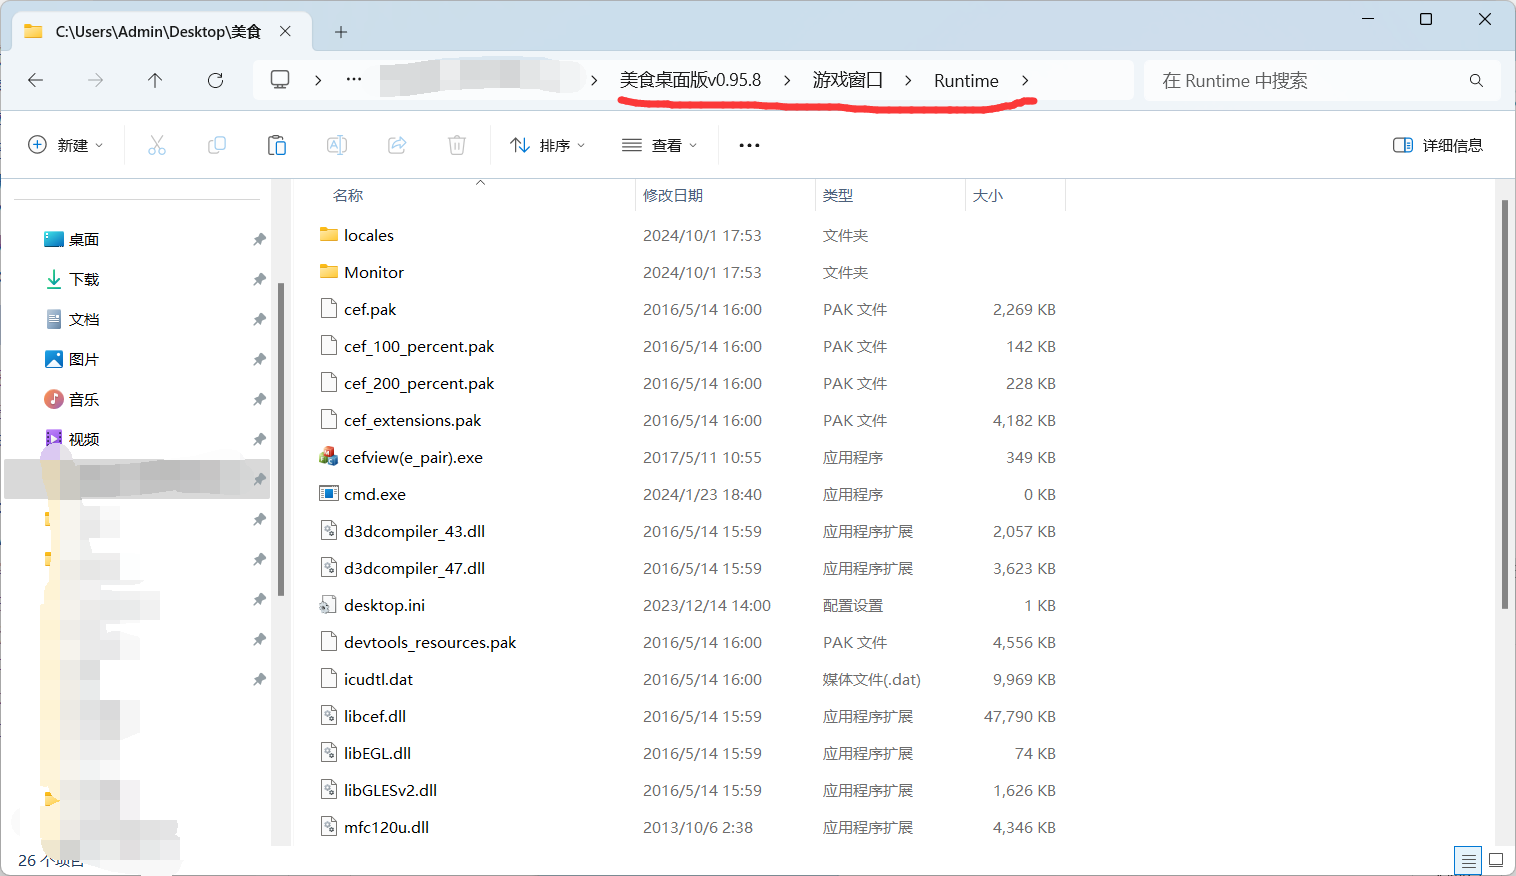 C:\Users\Admin\Desktop\美食
美食桌面版v0.95.8 游戏窗口 Runtime
在 Runtime 中搜索
新建 排序 查看 详细信息
名称 修改日期 类型 大小
桌面
下载
文档
图片
音乐
视频
locales 2024/10/1 17:53 文件夹
Monitor 2024/10/1 17:53 文件夹
cef.pak 2016/5/14 16:00 PAK 文件 2,269 KB
cef_100_percent.pak 2016/5/14 16:00 PAK 文件 142 KB
cef_200_percent.pak 2016/5/14 16:00 PAK 文件 228 KB
cef_extensions.pak 2016/5/14 16:00 PAK 文件 4,182 KB
cefview(e_pair).exe 2017/5/11 10:55 应用程序 349 KB
cmd.exe 2024/1/23 18:40 应用程序 0 KB
d3dcompiler_43.dll 2016/5/14 15:59 应用程序扩展 2,057 KB
d3dcompiler_47.dll 2016/5/14 15:59 应用程序扩展 3,623 KB
desktop.ini 2023/12/14 14:00 配置设置 1 KB
devtools_resources.pak 2016/5/14 16:00 PAK 文件 4,556 KB
icudtl.dat 2016/5/14 16:00 媒体文件(.dat) 9,969 KB
libcef.dll 2016/5/14 15:59 应用程序扩展 47,790 KB
libEGL.dll 2016/5/14 15:59 应用程序扩展 74 KB
libGLESv2.dll 2016/5/14 15:59 应用程序扩展 1,626 KB
mfc120u.dll 2013/10/6 2:38 应用程序扩展 4,346 KB
26 个项目